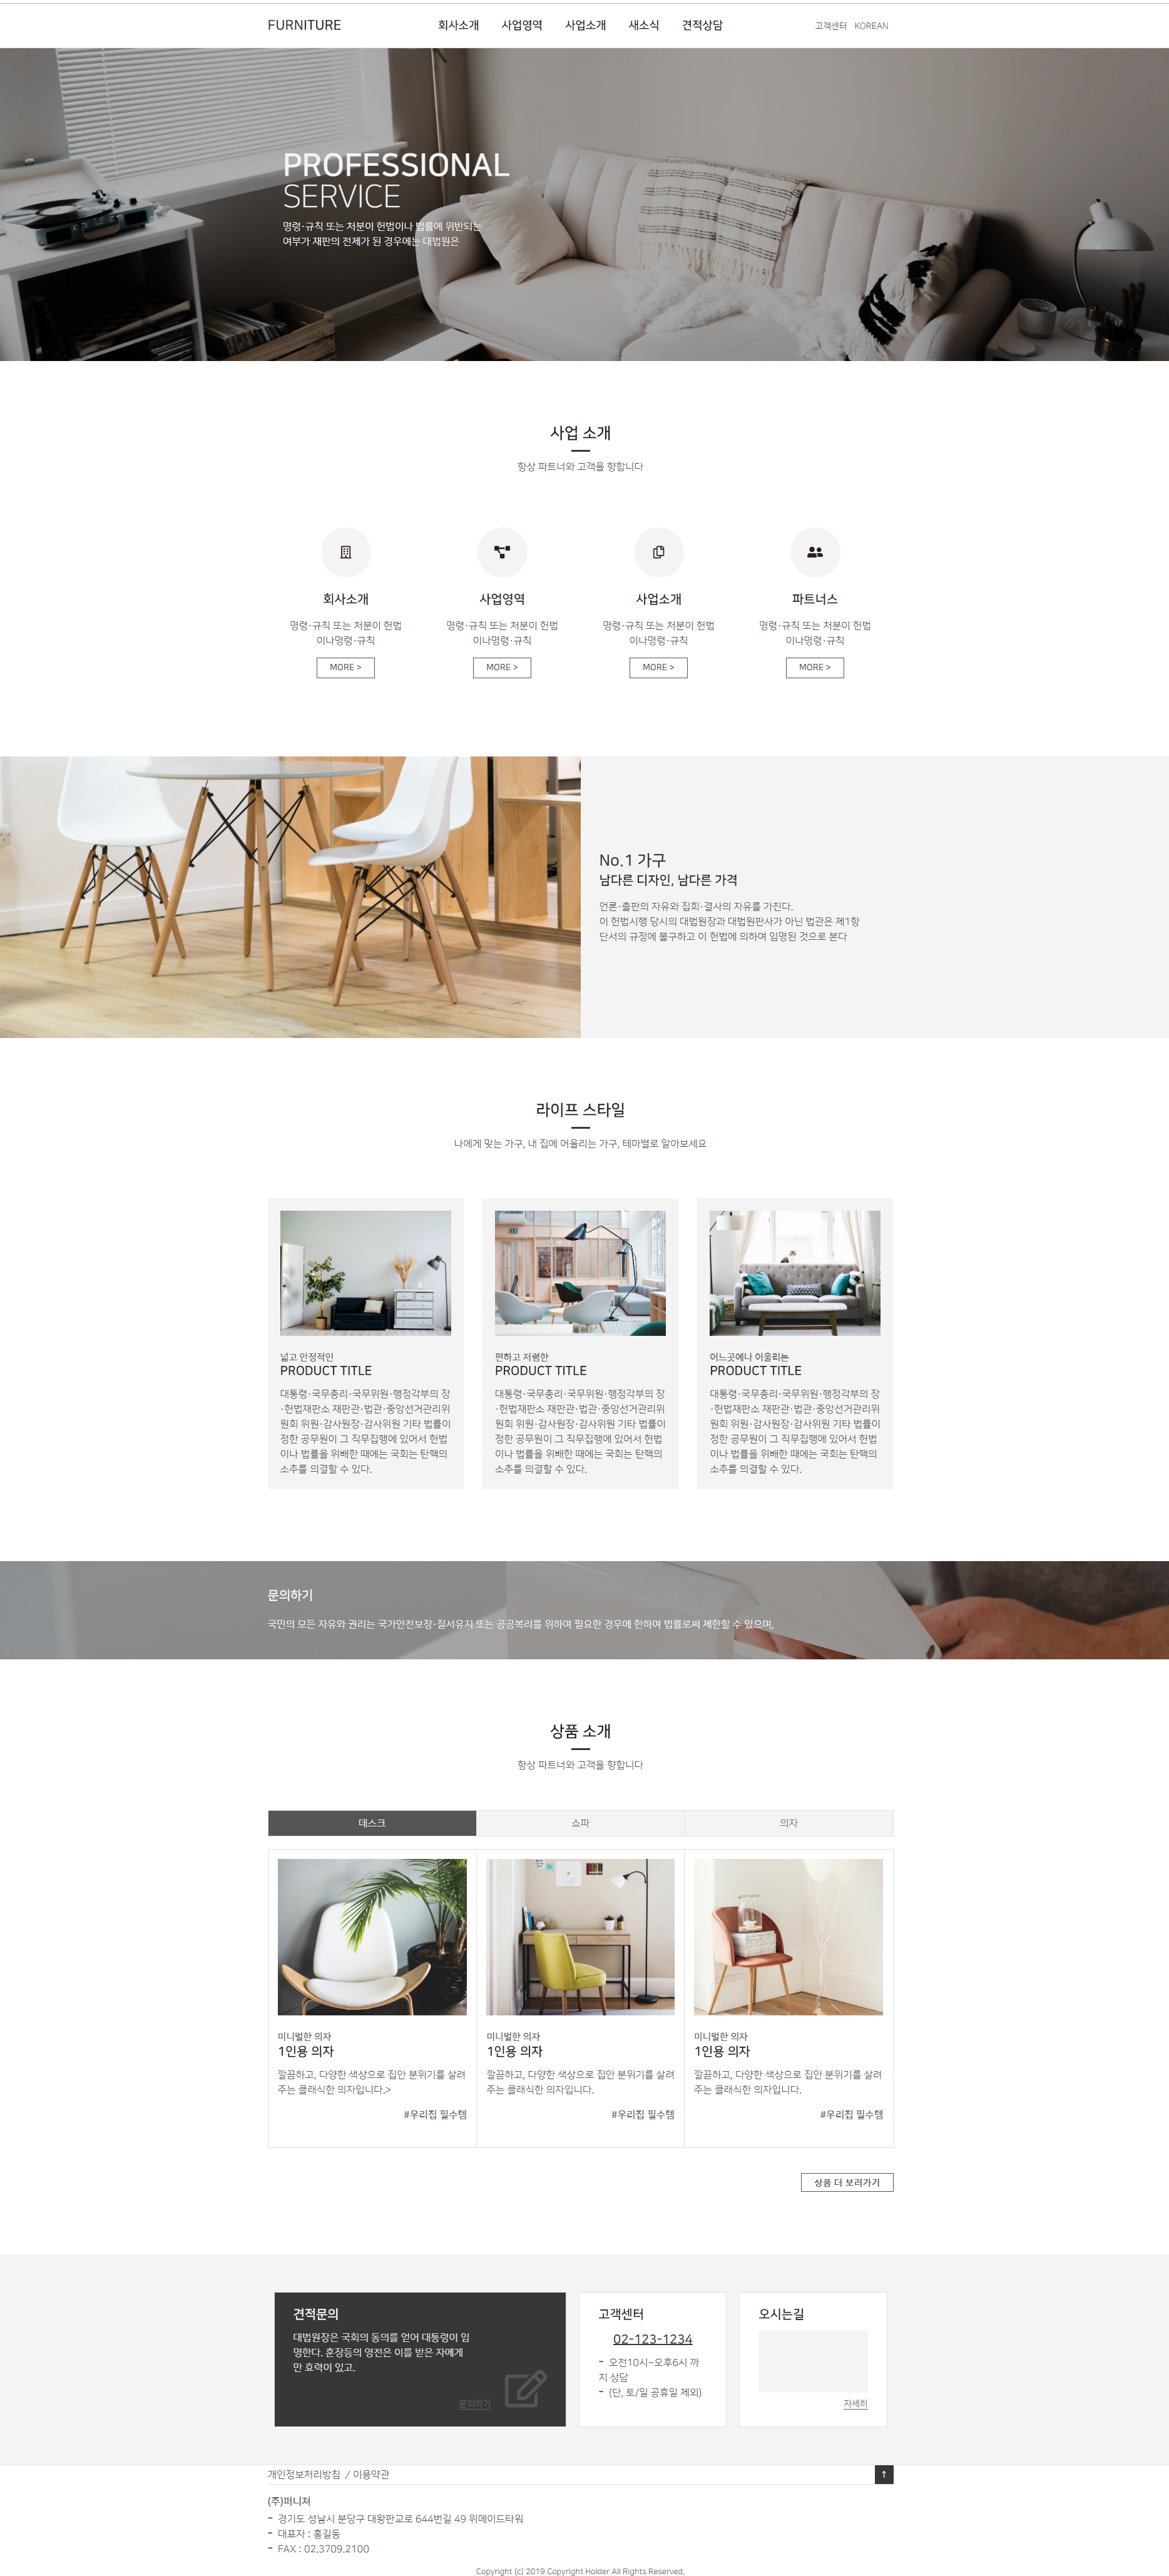 FURNITURE
회사소개 사업영역 사업소개 새소식 견적상담
고객센터 KOREAN
PROFESSIONAL
SERVICE
명령·규칙 또는 처분이 헌법이나 법률에 위반되는
여부가 재판의 전제가 된 경우에는 대법원은
사업 소개
항상 파트너와 고객을 향합니다
회사소개
명령·규칙 또는 처분이 헌법
이나명령·규칙
MORE >
사업영역
명령·규칙 또는 처분이 헌법
이나명령·규칙
MORE >
사업소개
명령·규칙 또는 처분이 헌법
이나명령·규칙
MORE >
파트너스
명령·규칙 또는 처분이 헌법
이나명령·규칙
MORE >
No.1 가구
남다른 디자인, 남다른 가격
언론·출판의 자유와 집회·결사의 자유를 가진다.
이 헌법시행 당시의 대법원장과 대법원판사가 아닌 법관은 제1항
단서의 규정에 불구하고 이 헌법에 의하여 임명된 것으로 본다
라이프 스타일
나에게 맞는 가구, 내 집에 어울리는 가구, 테마별로 알아보세요
넓고 안정적인
PRODUCT TITLE
대통령·국무총리·국무위원·행정각부의 장
·헌법재판소 재판관·법관·중앙선거관리위
원회 위원·감사원장·감사위원 기타 법률이
정한 공무원이 그 직무집행에 있어서 헌법
이나 법률을 위배한 때에는 국회는 탄핵의
소추를 의결할 수 있다.
편하고 저렴한
PRODUCT TITLE
대통령·국무총리·국무위원·행정각부의 장
·헌법재판소 재판관·법관·중앙선거관리위
원회 위원·감사원장·감사위원 기타 법률이
정한 공무원이 그 직무집행에 있어서 헌법
이나 법률을 위배한 때에는 국회는 탄핵의
소추를 의결할 수 있다.
어느곳에나 어울리는
PRODUCT TITLE
대통령·국무총리·국무위원·행정각부의 장
·헌법재판소 재판관·법관·중앙선거관리위
원회 위원·감사원장·감사위원 기타 법률이
정한 공무원이 그 직무집행에 있어서 헌법
이나 법률을 위배한 때에는 국회는 탄핵의
소추를 의결할 수 있다.
문의하기
국민의 모든 자유와 권리는 국가안전보장·질서유지 또는 공공복리를 위하여 필요한 경우에 한하여 법률로써 제한할 수 있으며,
상품 소개
항상 파트너와 고객을 향합니다
데스크 쇼파 의자
미니멀한 의자
1인용 의자
깔끔하고, 다양한 색상으로 집안 분위기를 살려
주는 클래식한 의자입니다.>
#우리집 필수템
미니멀한 의자
1인용 의자
깔끔하고, 다양한 색상으로 집안 분위기를 살려
주는 클래식한 의자입니다.
#우리집 필수템
미니멀한 의자
1인용 의자
깔끔하고, 다양한 색상으로 집안 분위기를 살려
주는 클래식한 의자입니다.
#우리집 필수템
상품 더 보러가기
견적문의
대법원장은 국회의 동의를 얻어 대통령이 임
명한다. 훈장등의 영전은 이를 받은 자에게
만 효력이 있고.
문의하기
고객센터
02-123-1234
- 오전10시~오후6시 까
지 상담
- (단, 토/일 공휴일 제외)
오시는길
자세히
개인정보처리방침 / 이용약관
↑
(주)퍼니쳐
- 경기도 성남시 분당구 대왕판교로 644번길 49 위메이드타워
- 대표자 : 홍길동
- FAX : 02.3709.2100
Copyright (c) 2019 Copyright Holder All Rights Reserved.